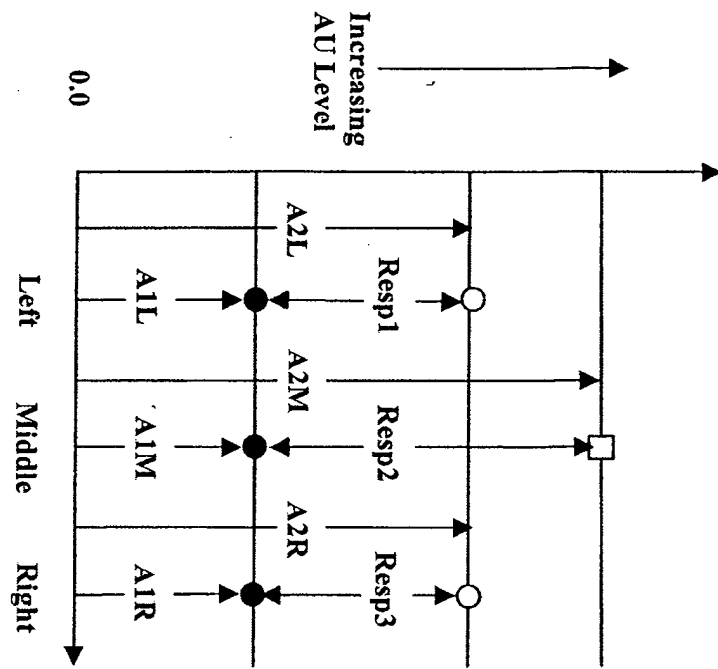 Increasing
AU Level
0.0
A2L
A1L
Resp1
A2M
A1M
Resp2
A2R
A1R
Resp3
Left
Middle
Right